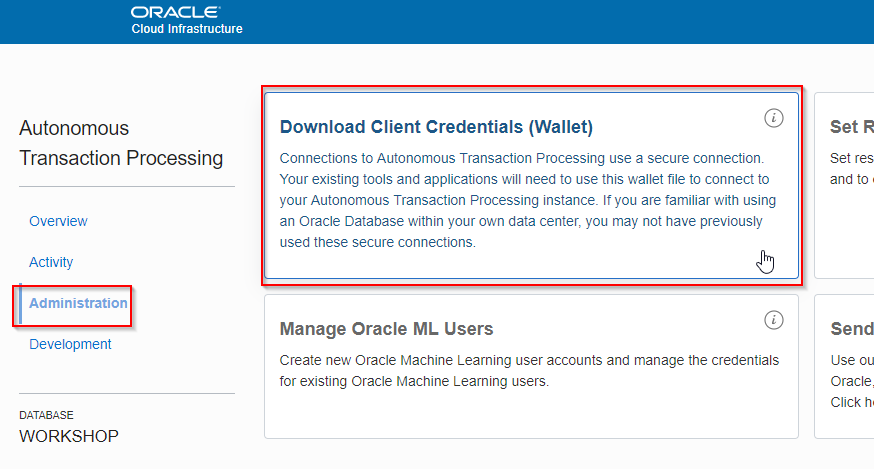 ORACLE
Cloud Infrastructure
Autonomous
Transaction Processing
Overview
Activity
Administration
Development
DATABASE
WORKSHOP
Download Client Credentials (Wallet)
Connections to Autonomous Transaction Processing use a secure connection.
Your existing tools and applications will need to use this wallet file to connect to
your Autonomous Transaction Processing instance. If you are familiar with using
an Oracle Database within your own data center, you may not have previously
used these secure connections.
Manage Oracle ML Users
Create new Oracle Machine Learning user accounts and manage the credentials
for existing Oracle Machine Learning users.
Set R
Set res
and to
Send
Use ou
Oracle,
Click h